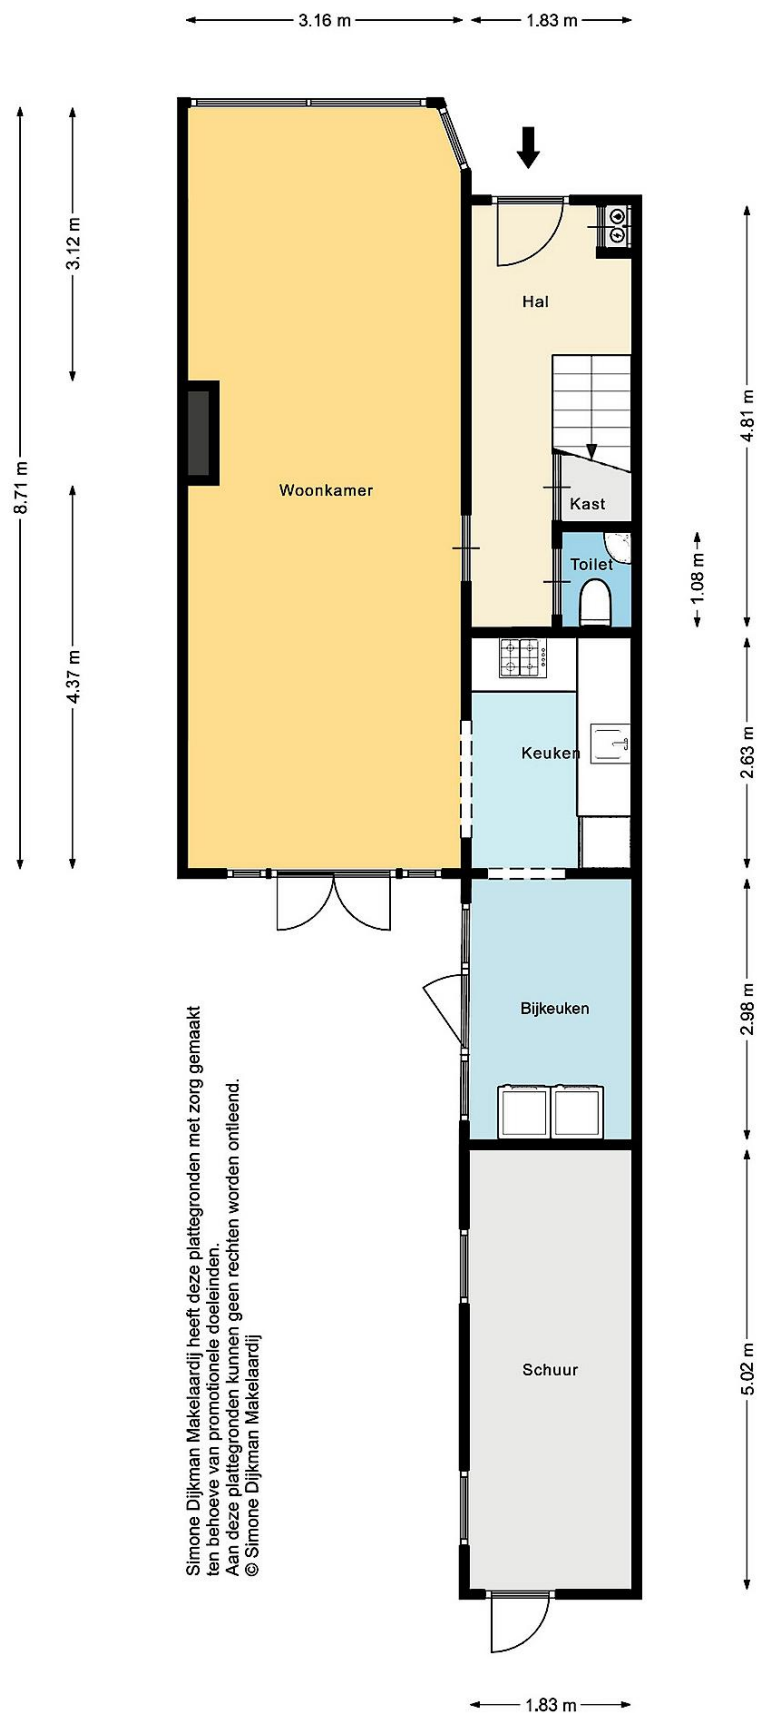 3.16 m
1.83 m
3.12 m
8.71 m
4.37 m
Hal
4.81 m
Woonkamer
Kast
Toilet
1.08 m
Keuken
2.63 m
Bijkeuken
2.98 m
Schuur
5.02 m
Simone Dijkman Makelaardij heeft deze plattegronden met zorg gemaakt
ten behoeve van promotionele doeleinden.
Aan deze plattegronden kunnen geen rechten worden ontleend.
© Simone Dijkman Makelaardij
1.83 m